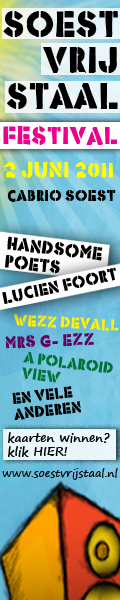 SOEST
VRIJ
STAAL
FESTIVAL
2 JUNI 2011
CABRIO SOEST
HANDSOME
POETS
LUCIEN FOORT
WEZZ DEVALL
MRS G-EZZ
A POLAROID
VIEW
EN VELE
ANDEREN
kaarten winnen?
klik HIER!
www.soestvrijstaal.nl